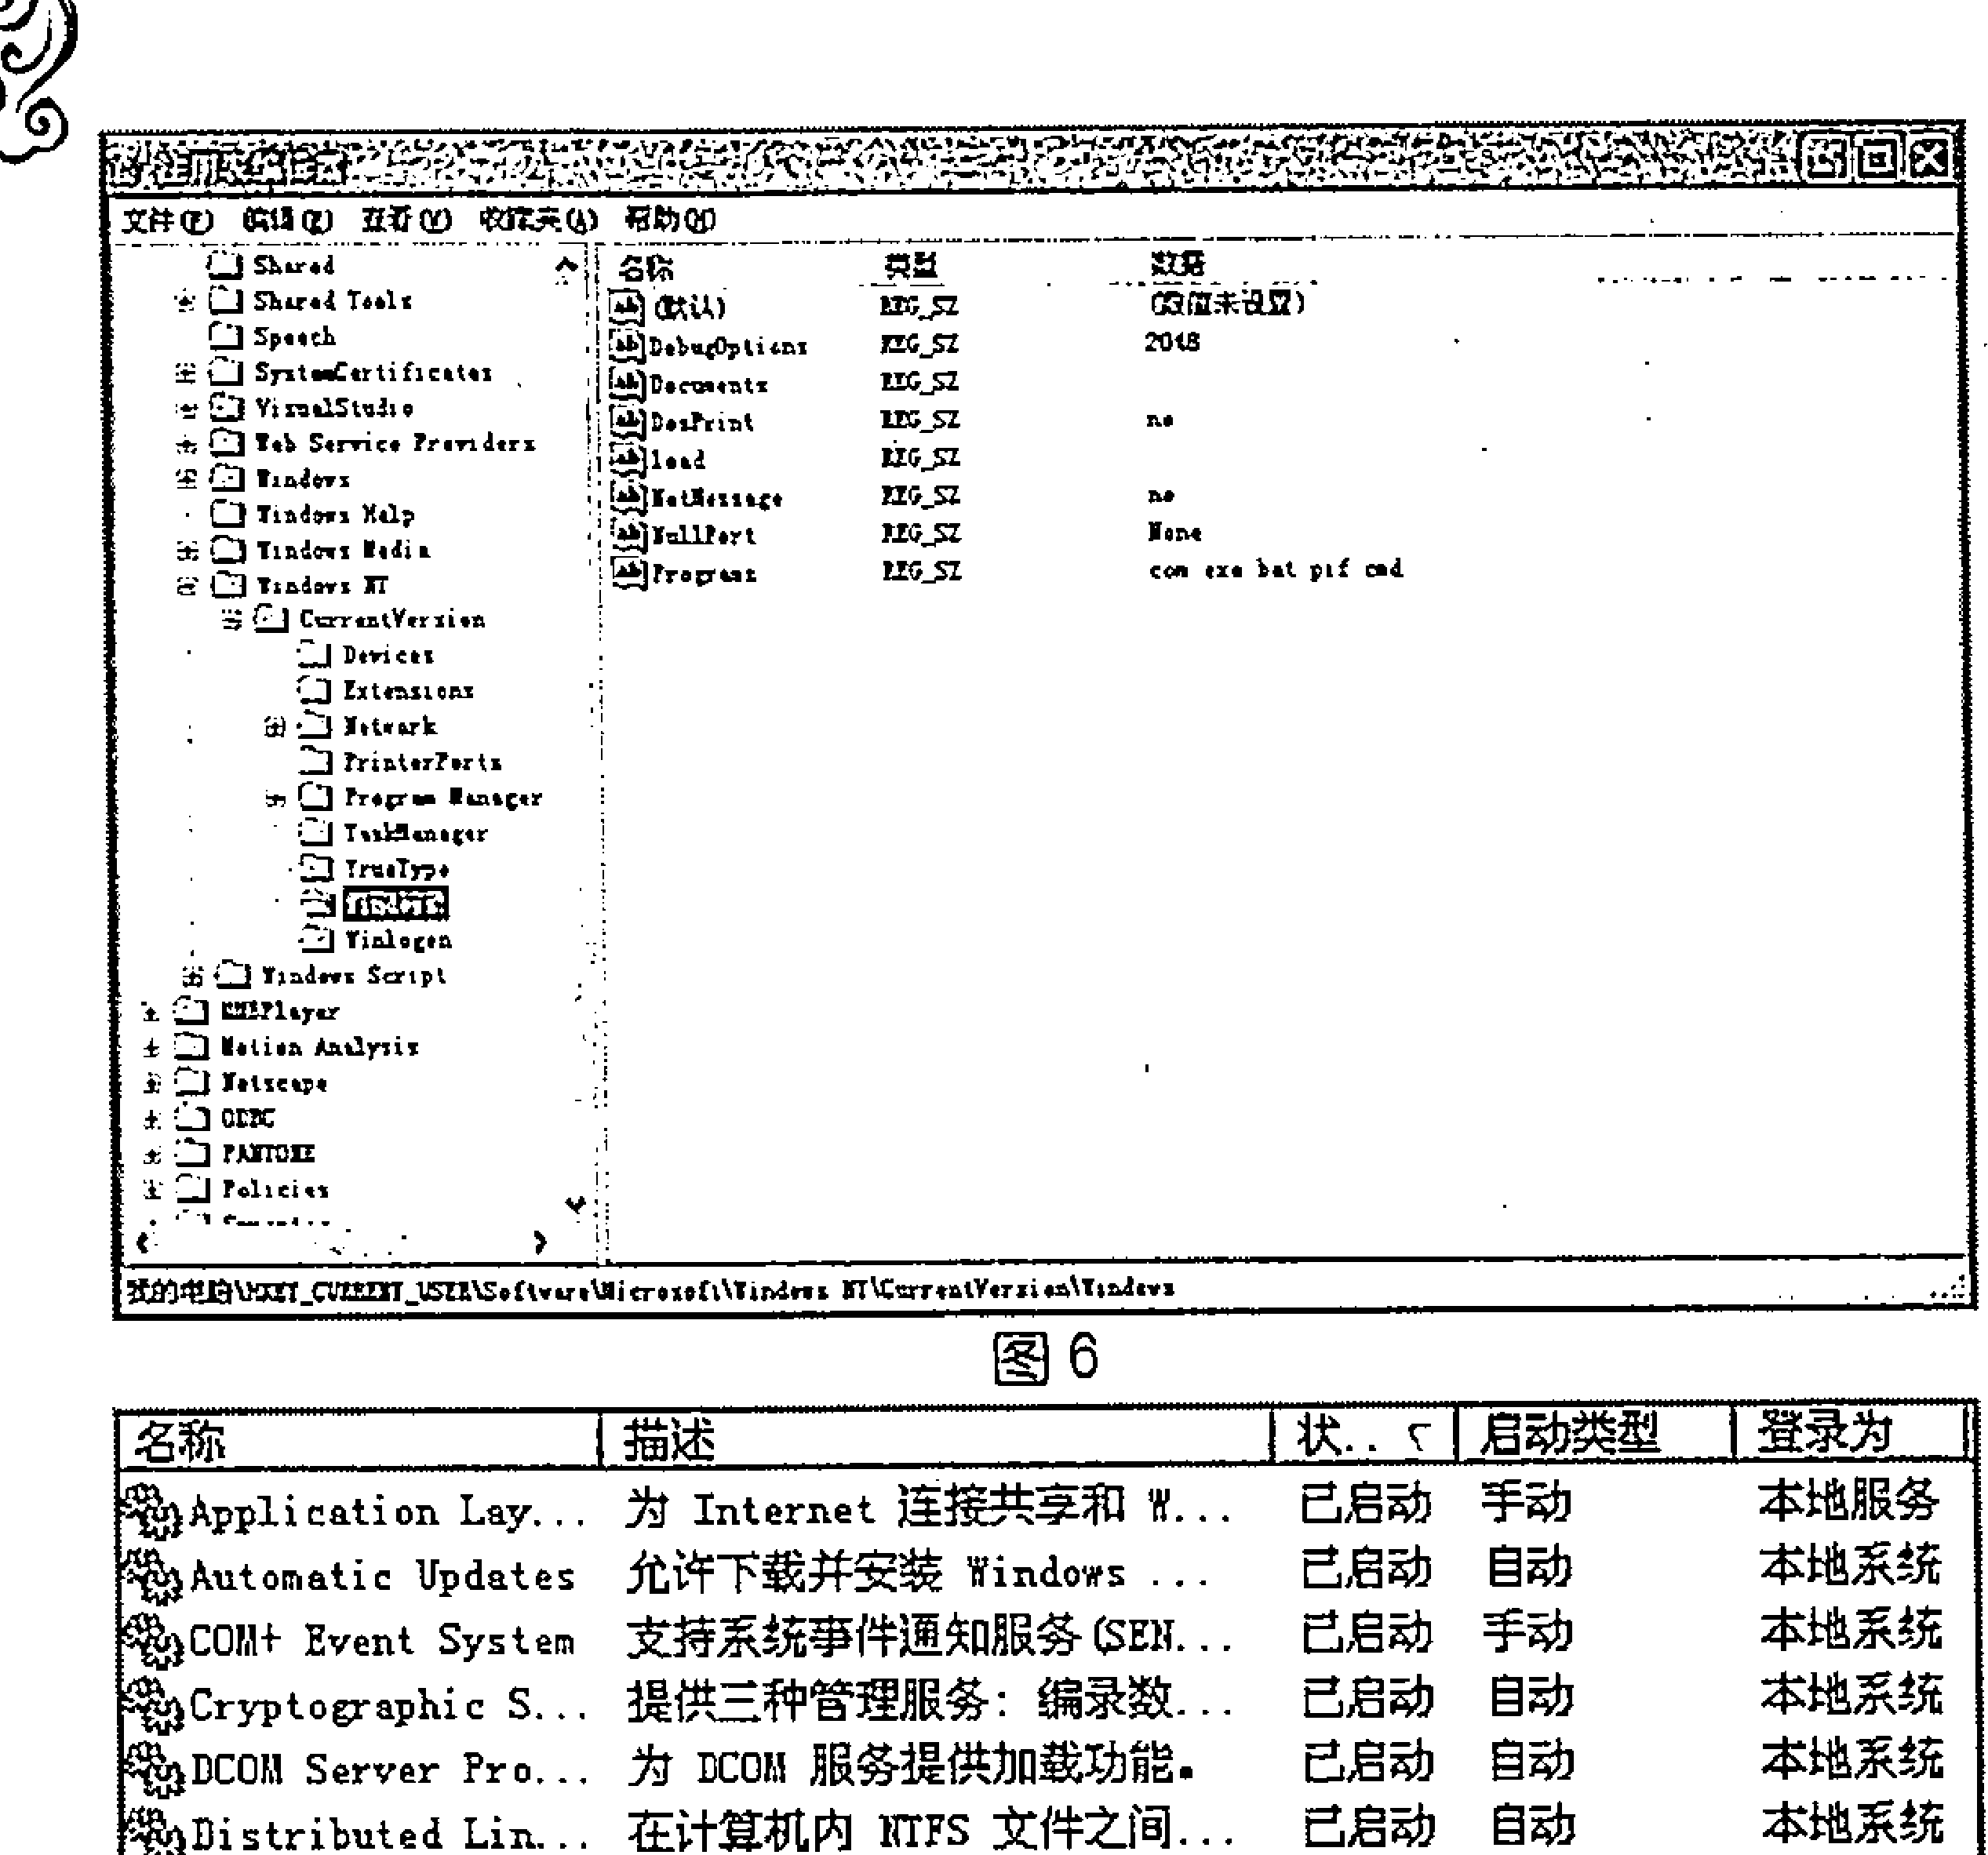 注册表编辑器
文件(F) 编辑(E) 查看(V) 收藏夹(A) 帮助(H)
Shared
Shared Tools
Speech
SystemCertificates
VisualStudio
Web Service Providers
Windows
Windows Help
Windows Media
Windows NT
CurrentVersion
Devices
Extensions
Network
PrinterPorts
Program Manager
TaskManager
TrueType
Windows
Winlogon
Windows Script
Motion Analysis
Netscape
ODBC
PANTONE
Policies
名称 类型 数据
(默认) REG_SZ (数值未设置)
DebugOptions REG_SZ 2048
Documents REG_SZ
DosPrint REG_SZ no
load REG_SZ
NetMessage REG_SZ no
NullPort REG_SZ None
Programs REG_SZ com exe bat pif cmd
我的电脑\HKEY_CURRENT_USER\Software\Microsoft\Windows NT\CurrentVersion\Windows
图 6
名称 描述 状.. 启动类型 登录为
Application Lay... 为 Internet 连接共享和 W... 已启动 手动 本地服务
Automatic Updates 允许下载并安装 Windows ... 已启动 自动 本地系统
COM+ Event System 支持系统事件通知服务(SEN... 已启动 手动 本地系统
Cryptographic S... 提供三种管理服务: 编录数... 已启动 自动 本地系统
DCOM Server Pro... 为 DCOM 服务提供加载功能。 已启动 自动 本地系统
Distributed Lin... 在计算机内 NTFS 文件之间... 已启动 自动 本地系统